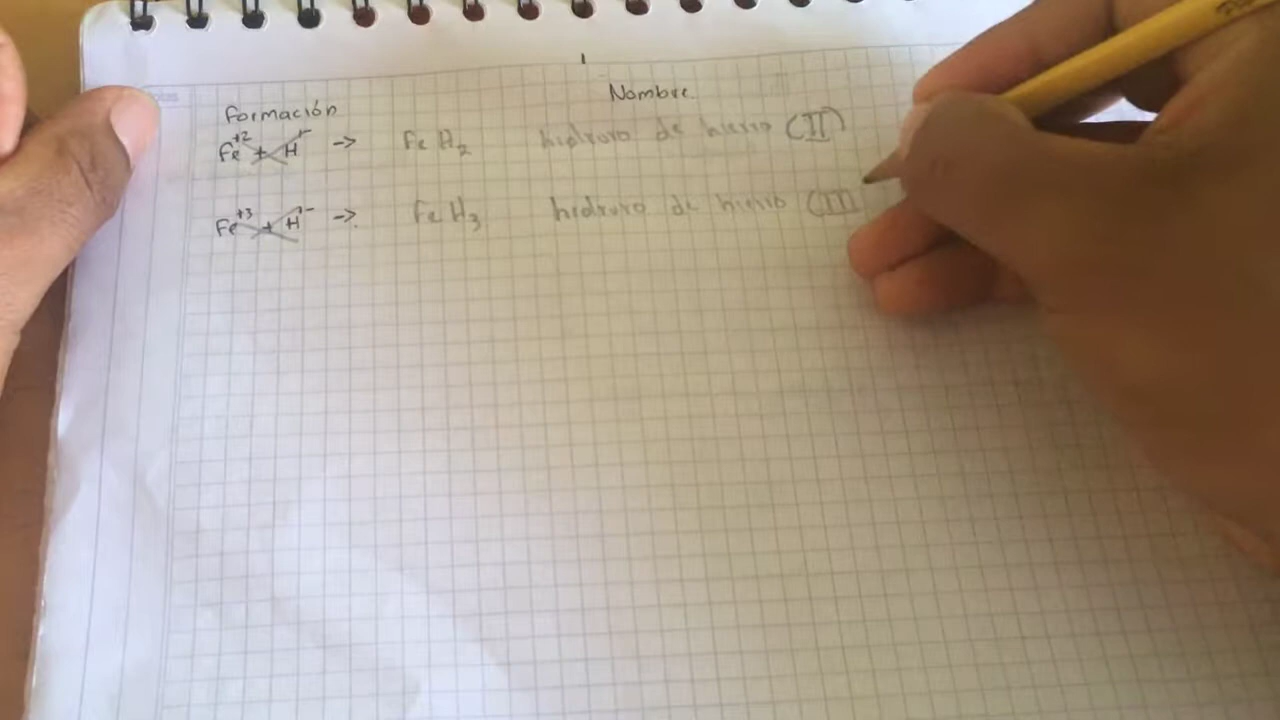 Formación Nombre.
Fe⁺² + H¹⁻ -> FeH₂ hidruro de hierro (II)
Fe⁺³ + H¹⁻ -> FeH₃ hidruro de hierro (III